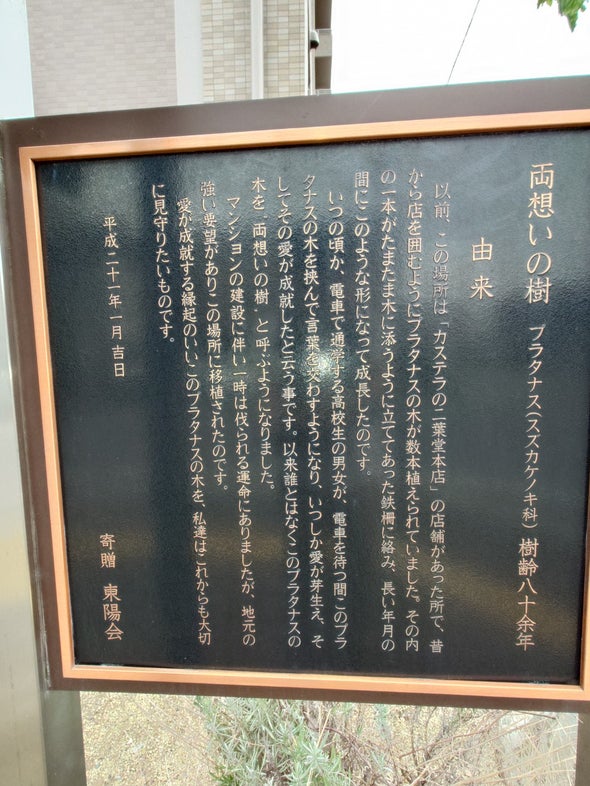 両想いの樹 プラタナス(スズカケノキ科) 樹齢八十余年
由来
以前、この場所は「カステラの二葉堂本店」の店舗があった所で、昔
から店を囲むようにプラタナスの木が数本植えられていました。その内
の一本がたまたま木に添うように立ててあった鉄柵に絡み、長い年月の
間にこのような形になって成長したのです。
いつの頃か、電車で通学する高校生の男女が、電車を待つ間このプラ
タナスの木を挟んで言葉を交わすようになり、いつしか愛が芽生え、そ
してその愛が成就したと云う事です。以来誰とはなくこのプラタナスの
木を〝両想いの樹〟と呼ぶようになりました。
マンションの建設に伴い一時は伐られる運命にありましたが、地元の
強い要望がありこの場所に移植されたのです。
愛が成就する縁起のいいこのプラタナスの木を、私達はこれからも大切
に見守りたいものです。
平成二十一年一月 吉日
寄贈 東陽会